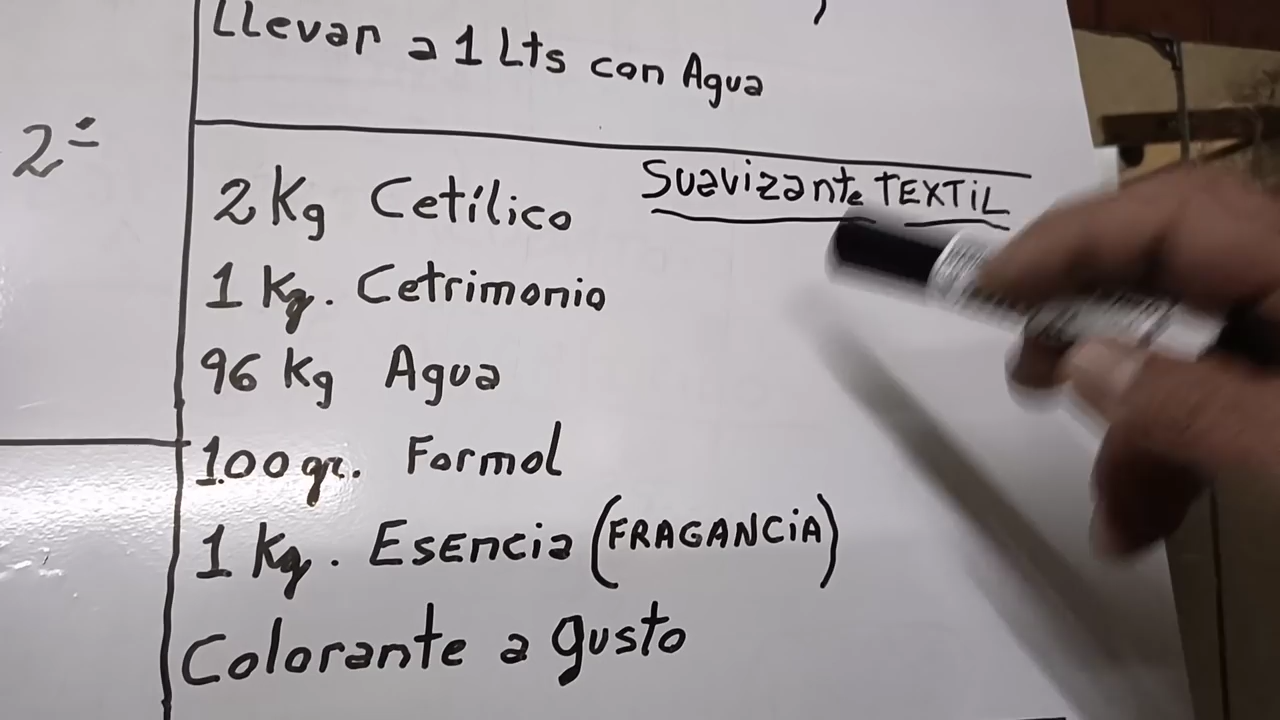 Llevar a 1 Lts con Agua
2º
Suavizante TEXTIL
2 Kg Cetílico
1 Kg. Cetrimonio
96 Kg Agua
100 gr. Formol
1 Kg. Esencia (FRAGANCiA)
Colorante a gusto